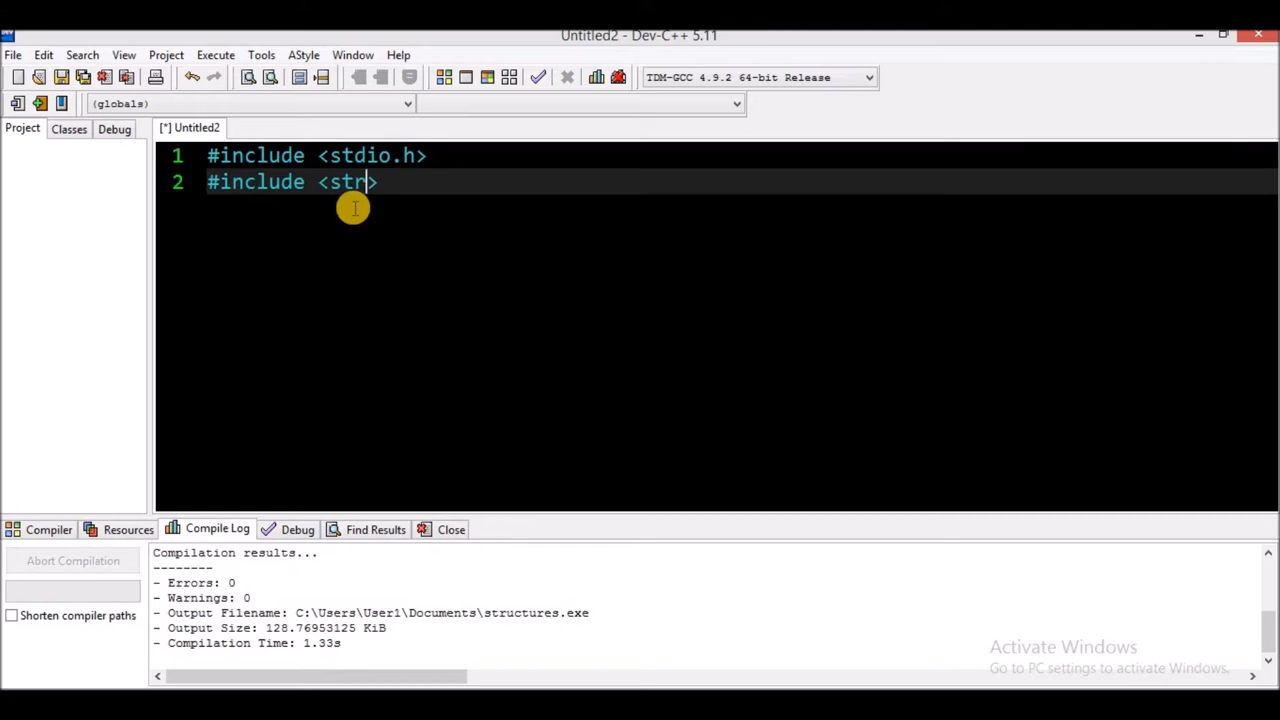 Untitled2 - Dev-C++ 5.11
File Edit Search View Project Execute Tools AStyle Window Help
TDM-GCC 4.9.2 64-bit Release
(globals)
Project Classes Debug [*] Untitled2
1 #include <stdio.h>
2 #include <str>
Compiler Resources Compile Log Debug Find Results Close
Abort Compilation
Shorten compiler paths
Compilation results...
--------
- Errors: 0
- Warnings: 0
- Output Filename: C:\Users\User1\Documents\structures.exe
- Output Size: 128.76953125 KiB
- Compilation Time: 1.33s
Activate Windows
Go to PC settings to activate Windows.